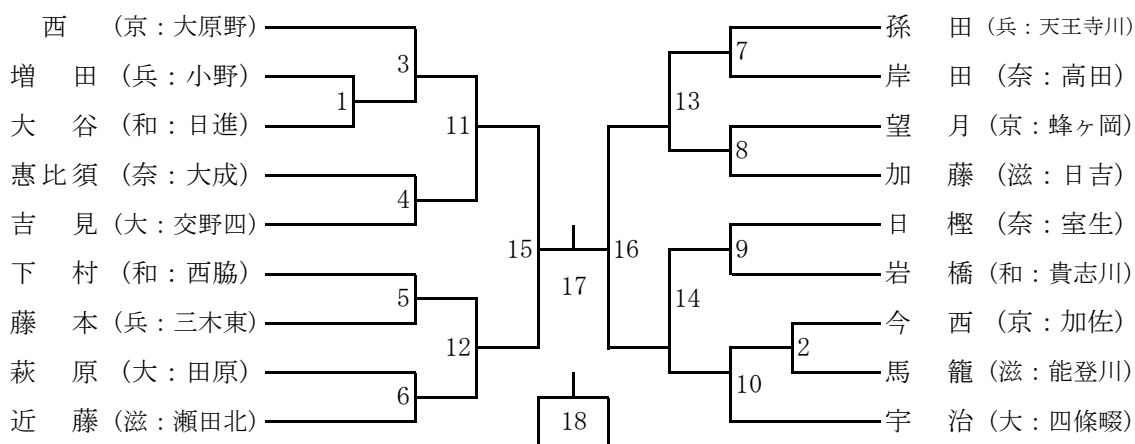 西 (京:大原野)
増 田 (兵:小野)
大 谷 (和:日進)
惠比須 (奈:大成)
吉 見 (大:交野四)
下 村 (和:西脇)
藤 本 (兵:三木東)
萩 原 (大:田原)
近 藤 (滋:瀬田北)
1
3
4
5
6
11
12
15
17
18
16
13
14
7
8
9
2
10
孫 田 (兵:天王寺川)
岸 田 (奈:高田)
望 月 (京:蜂ヶ岡)
加 藤 (滋:日吉)
日 樫 (奈:室生)
岩 橋 (和:貴志川)
今 西 (京:加佐)
馬 籠 (滋:能登川)
宇 治 (大:四條畷)